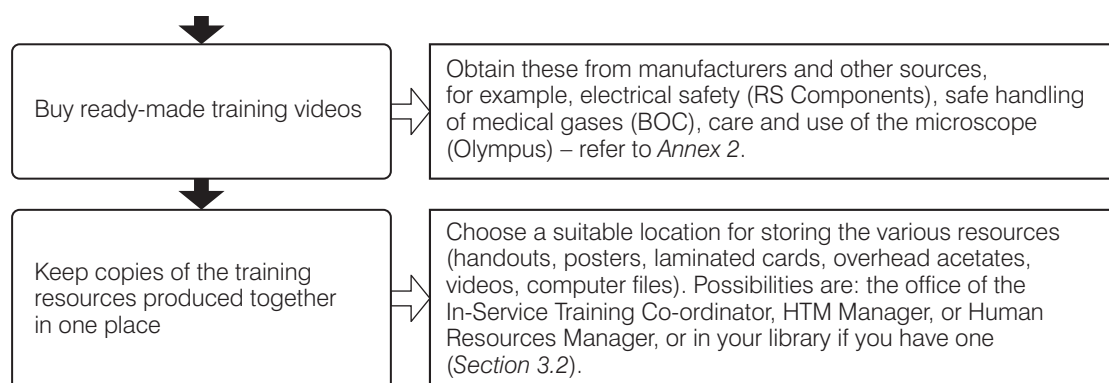 Buy ready-made training videos
Obtain these from manufacturers and other sources,
for example, electrical safety (RS Components), safe handling
of medical gases (BOC), care and use of the microscope
(Olympus) – refer to Annex 2.
Keep copies of the training
resources produced together
in one place
Choose a suitable location for storing the various resources
(handouts, posters, laminated cards, overhead acetates,
videos, computer files). Possibilities are: the office of the
In-Service Training Co-ordinator, HTM Manager, or Human
Resources Manager, or in your library if you have one
(Section 3.2).